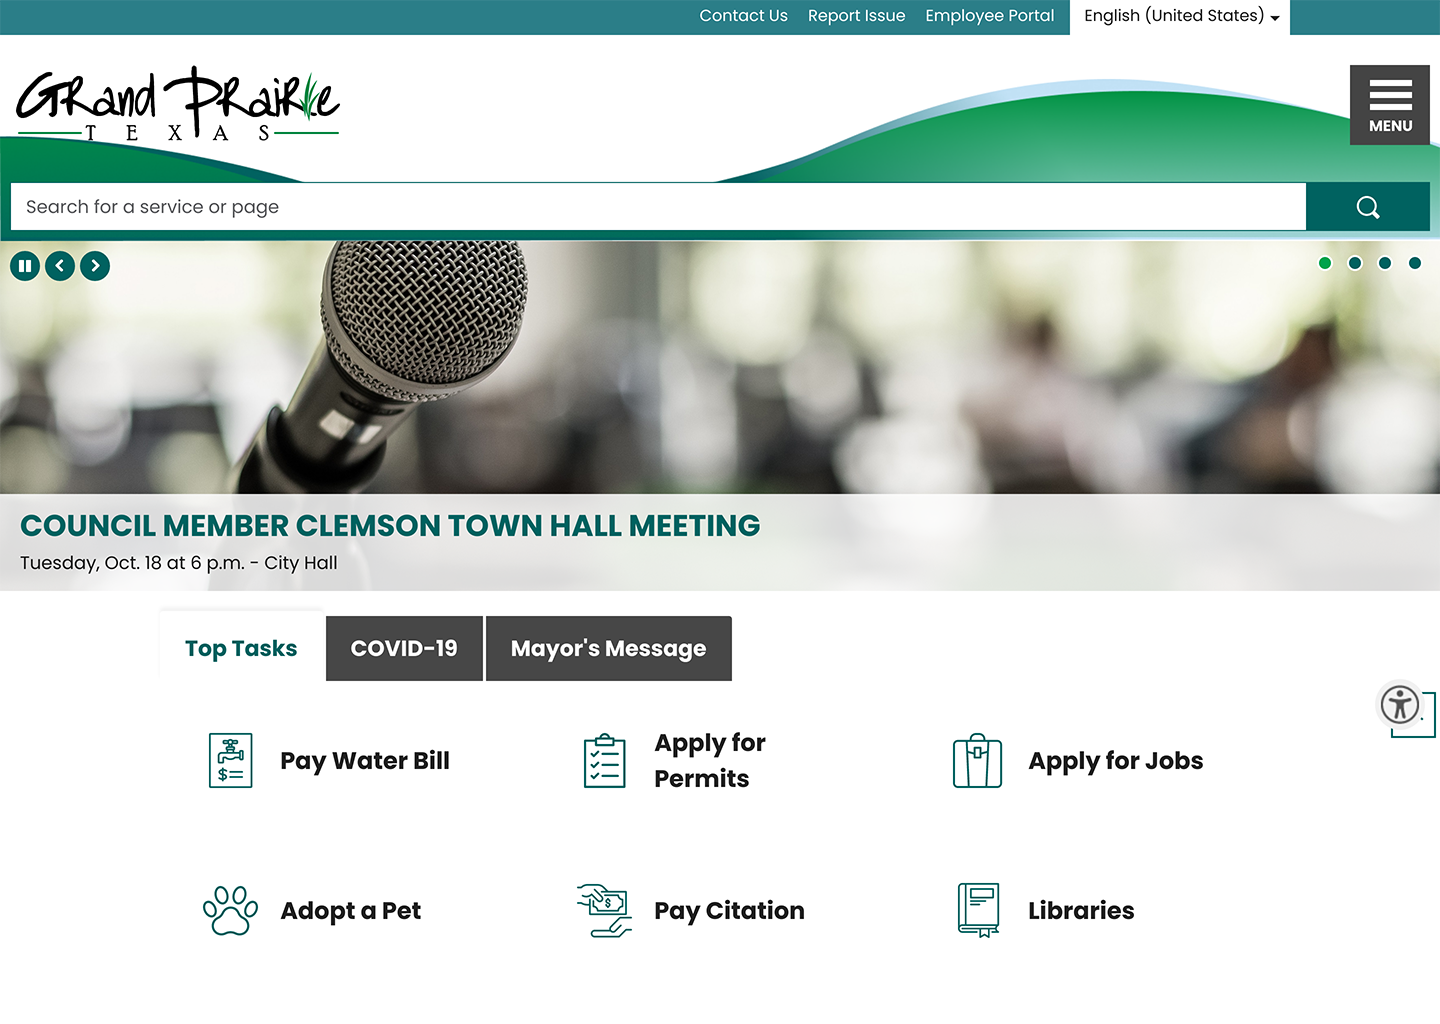 Contact Us Report Issue Employee Portal English (United States)
Grand Prairie
TEXAS
MENU
Search for a service or page
COUNCIL MEMBER CLEMSON TOWN HALL MEETING
Tuesday, Oct. 18 at 6 p.m. - City Hall
Top Tasks COVID-19 Mayor's Message
Pay Water Bill
Apply for
Permits
Apply for Jobs
Adopt a Pet
Pay Citation
Libraries